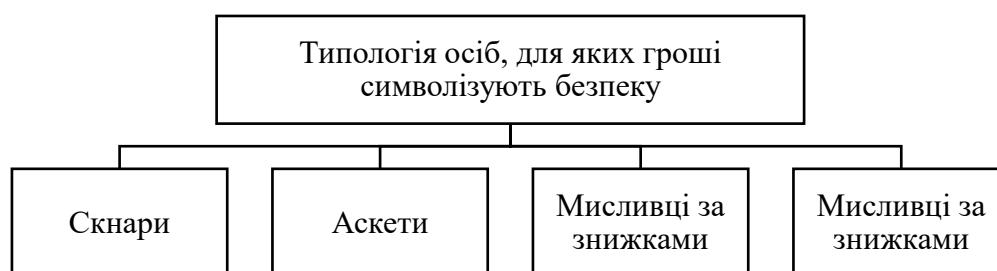 Типологія осіб, для яких гроші
символізують безпеку
Скнари
Аскети
Мисливці за
знижками
Мисливці за
знижками